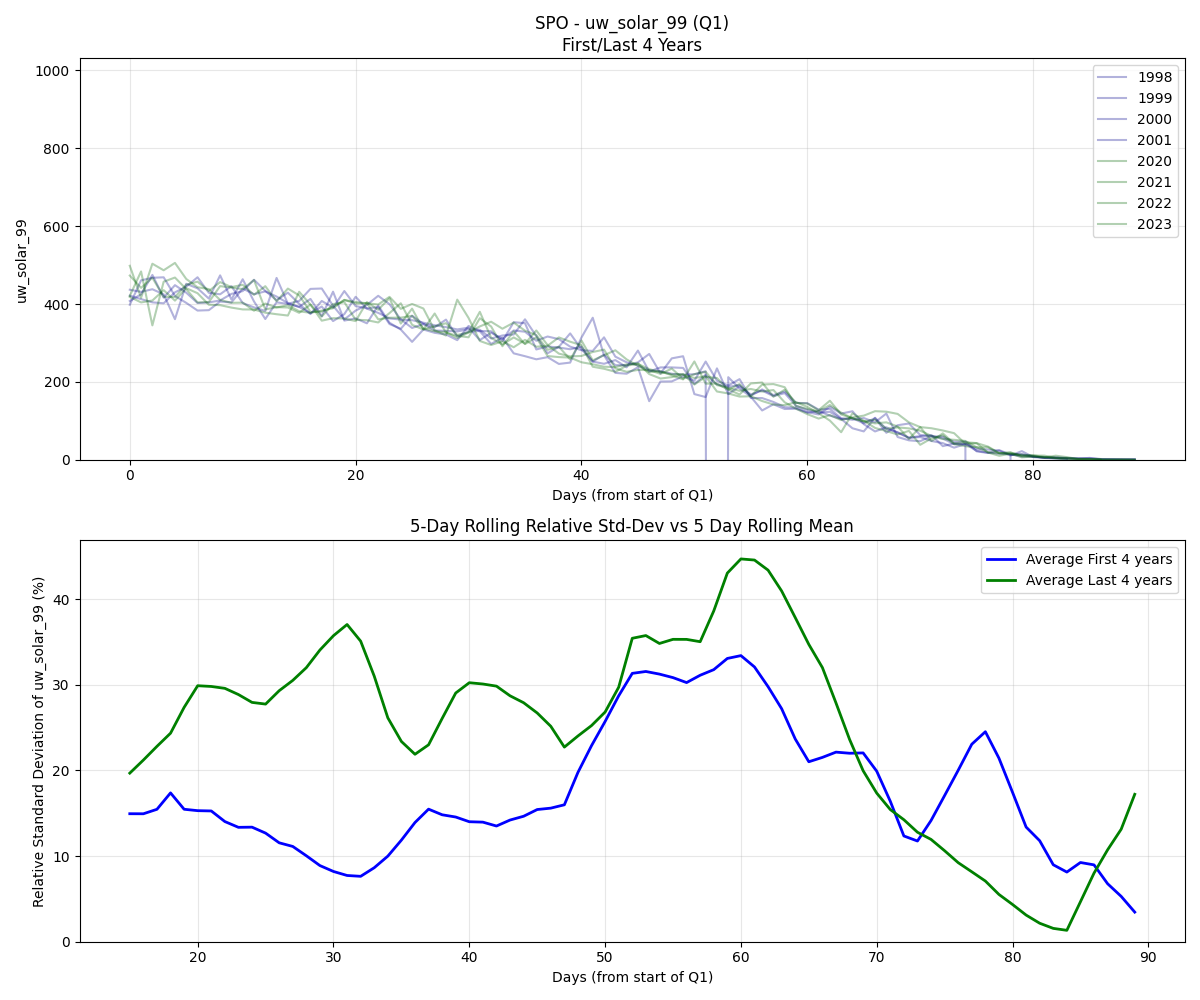 SPO - uw_solar_99 (Q1)
First/Last 4 Years
1000
800
600
400
200
0
uw_solar_99
0 20 40 60 80
Days (from start of Q1)
1998
1999
2000
2001
2020
2021
2022
2023
5-Day Rolling Relative Std-Dev vs 5 Day Rolling Mean
40
30
20
10
0
Relative Standard Deviation of uw_solar_99 (%)
20 30 40 50 60 70 80 90
Days (from start of Q1)
Average First 4 years
Average Last 4 years